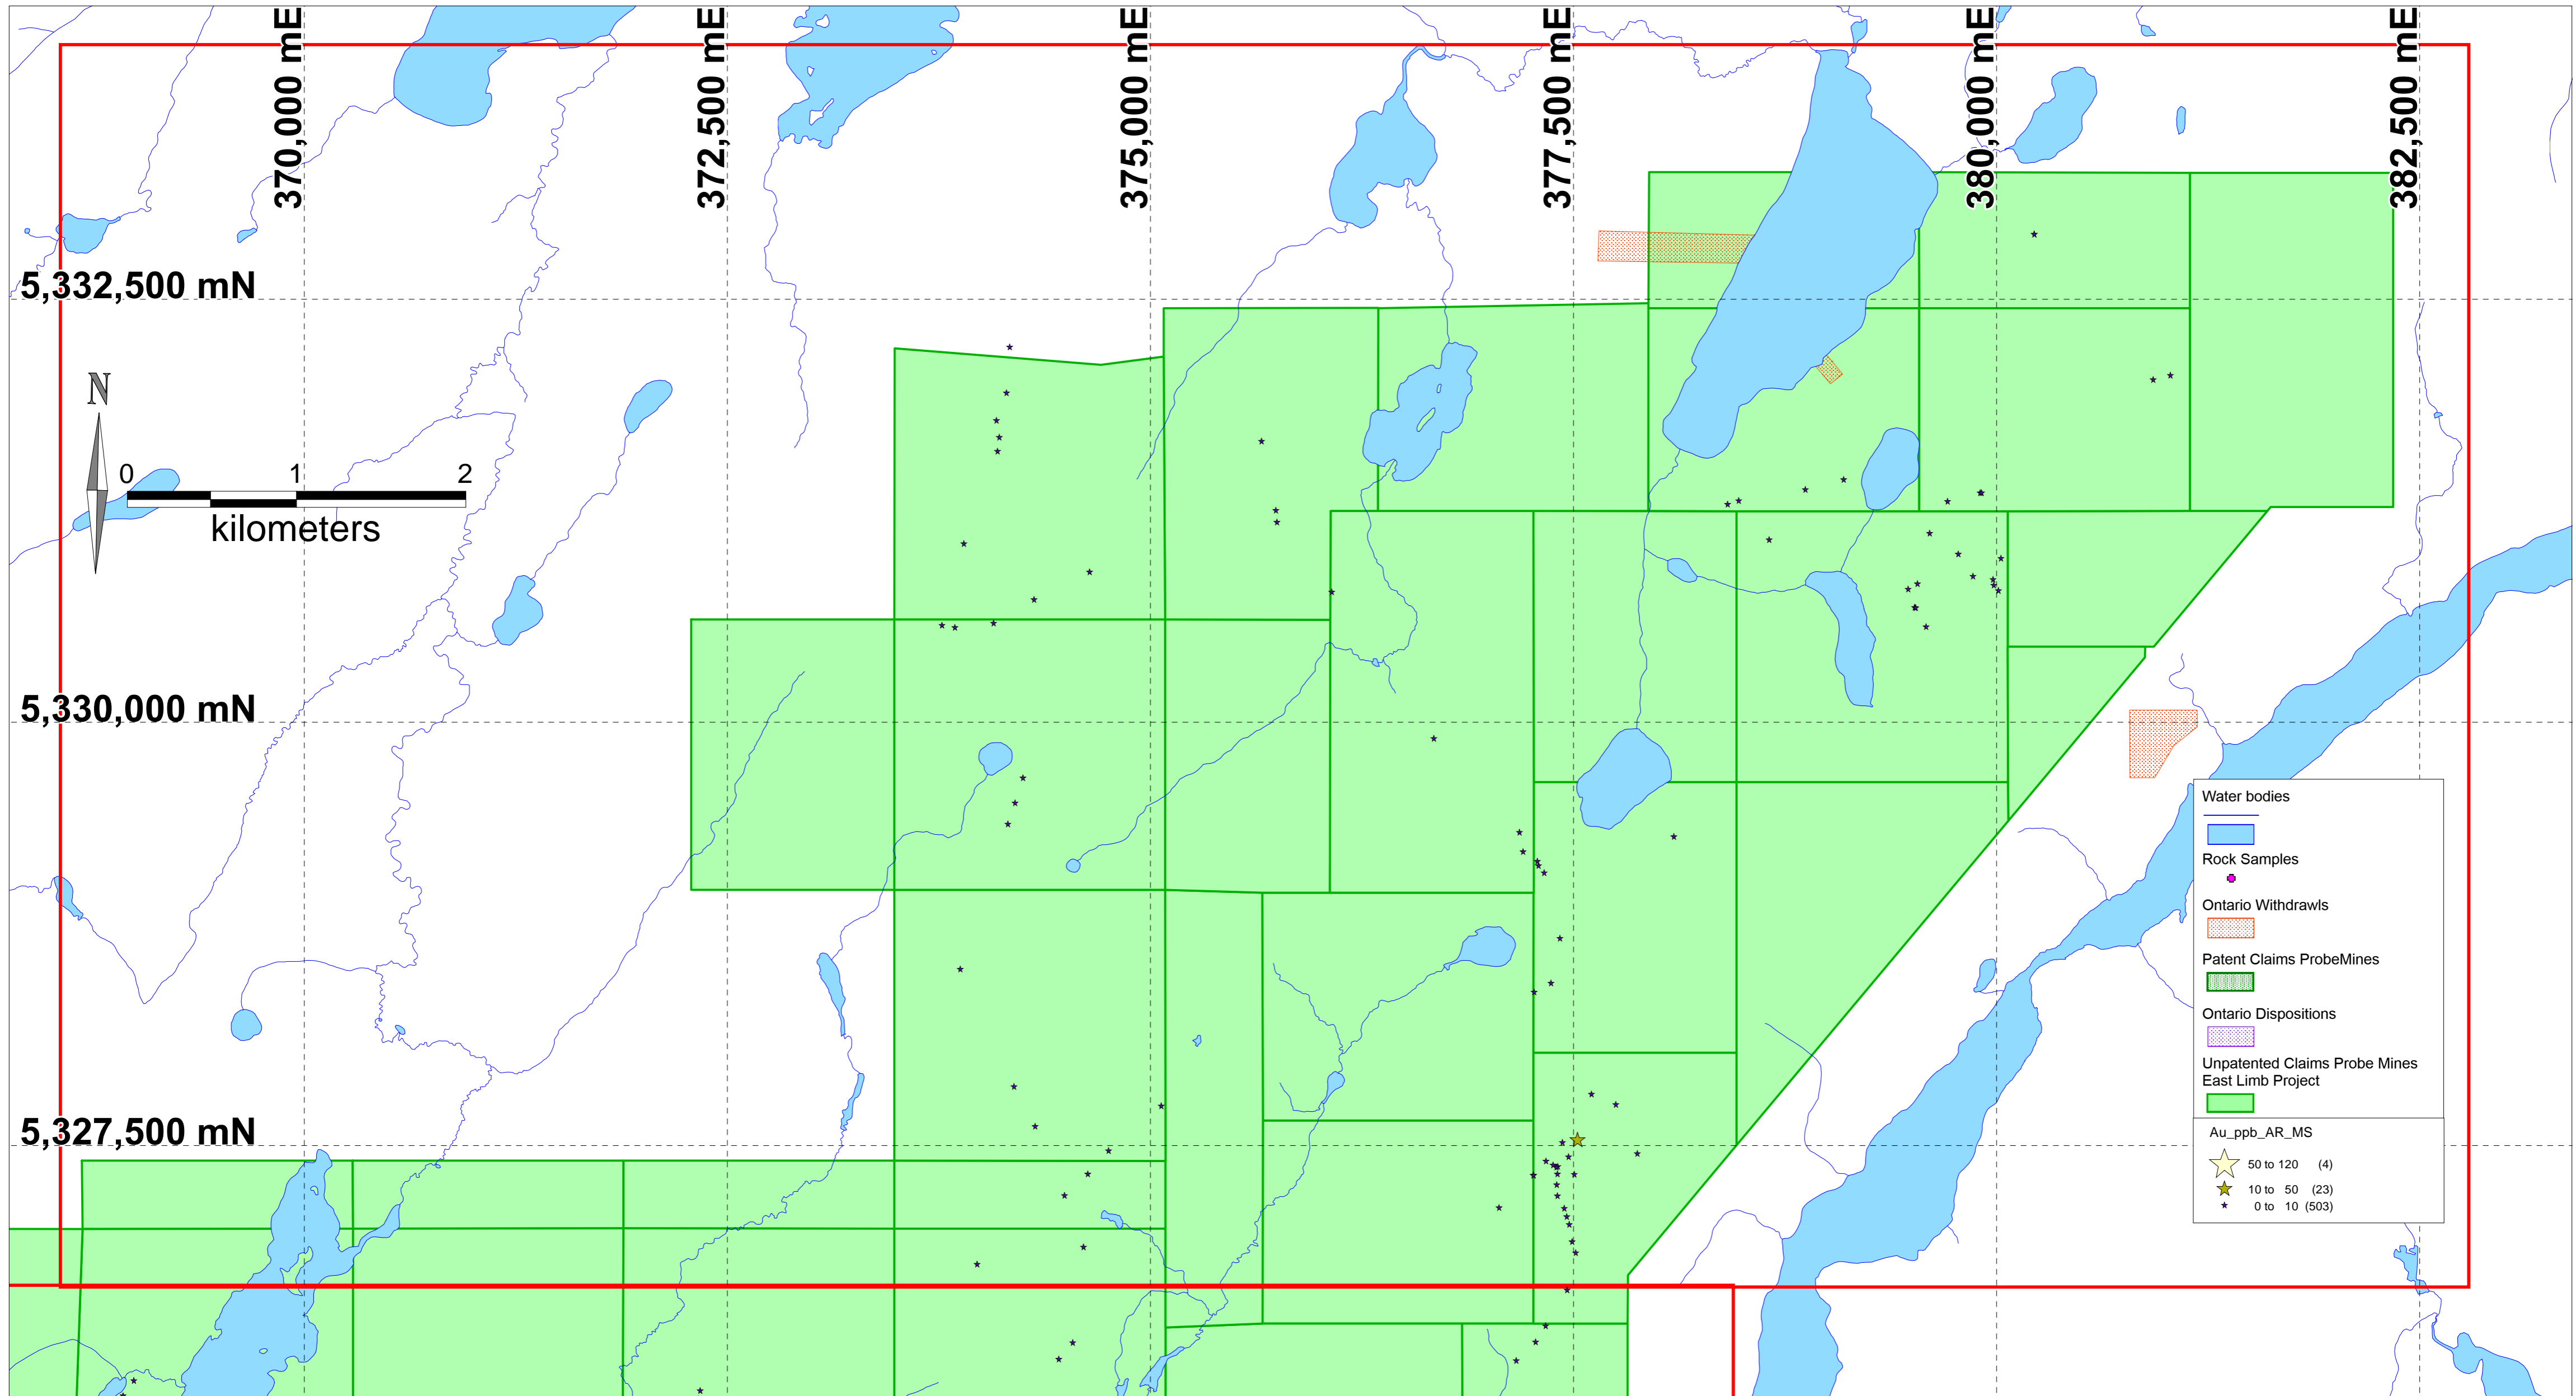 370,000 mE
372,500 mE
375,000 mE
377,500 mE
380,000 mE
382,500 mE
5,332,500 mN
N
0 1 2
kilometers
5,330,000 mN
5,327,500 mN
Water bodies
Rock Samples
Ontario Withdrawls
Patent Claims ProbeMines
Ontario Dispositions
Unpatented Claims Probe Mines
East Limb Project
Au_ppb_AR_MS
50 to 120 (4)
10 to 50 (23)
0 to 10 (503)